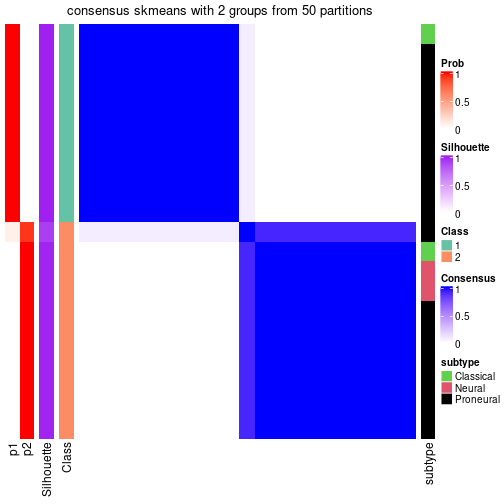 consensus skmeans with 2 groups from 50 partitions
Prob
1
0.5
0
Silhouette
1
0.5
0
Class
1
2
Consensus
1
0.5
0
subtype
Classical
Neural
Proneural
p1
p2
Silhouette
Class
subtype